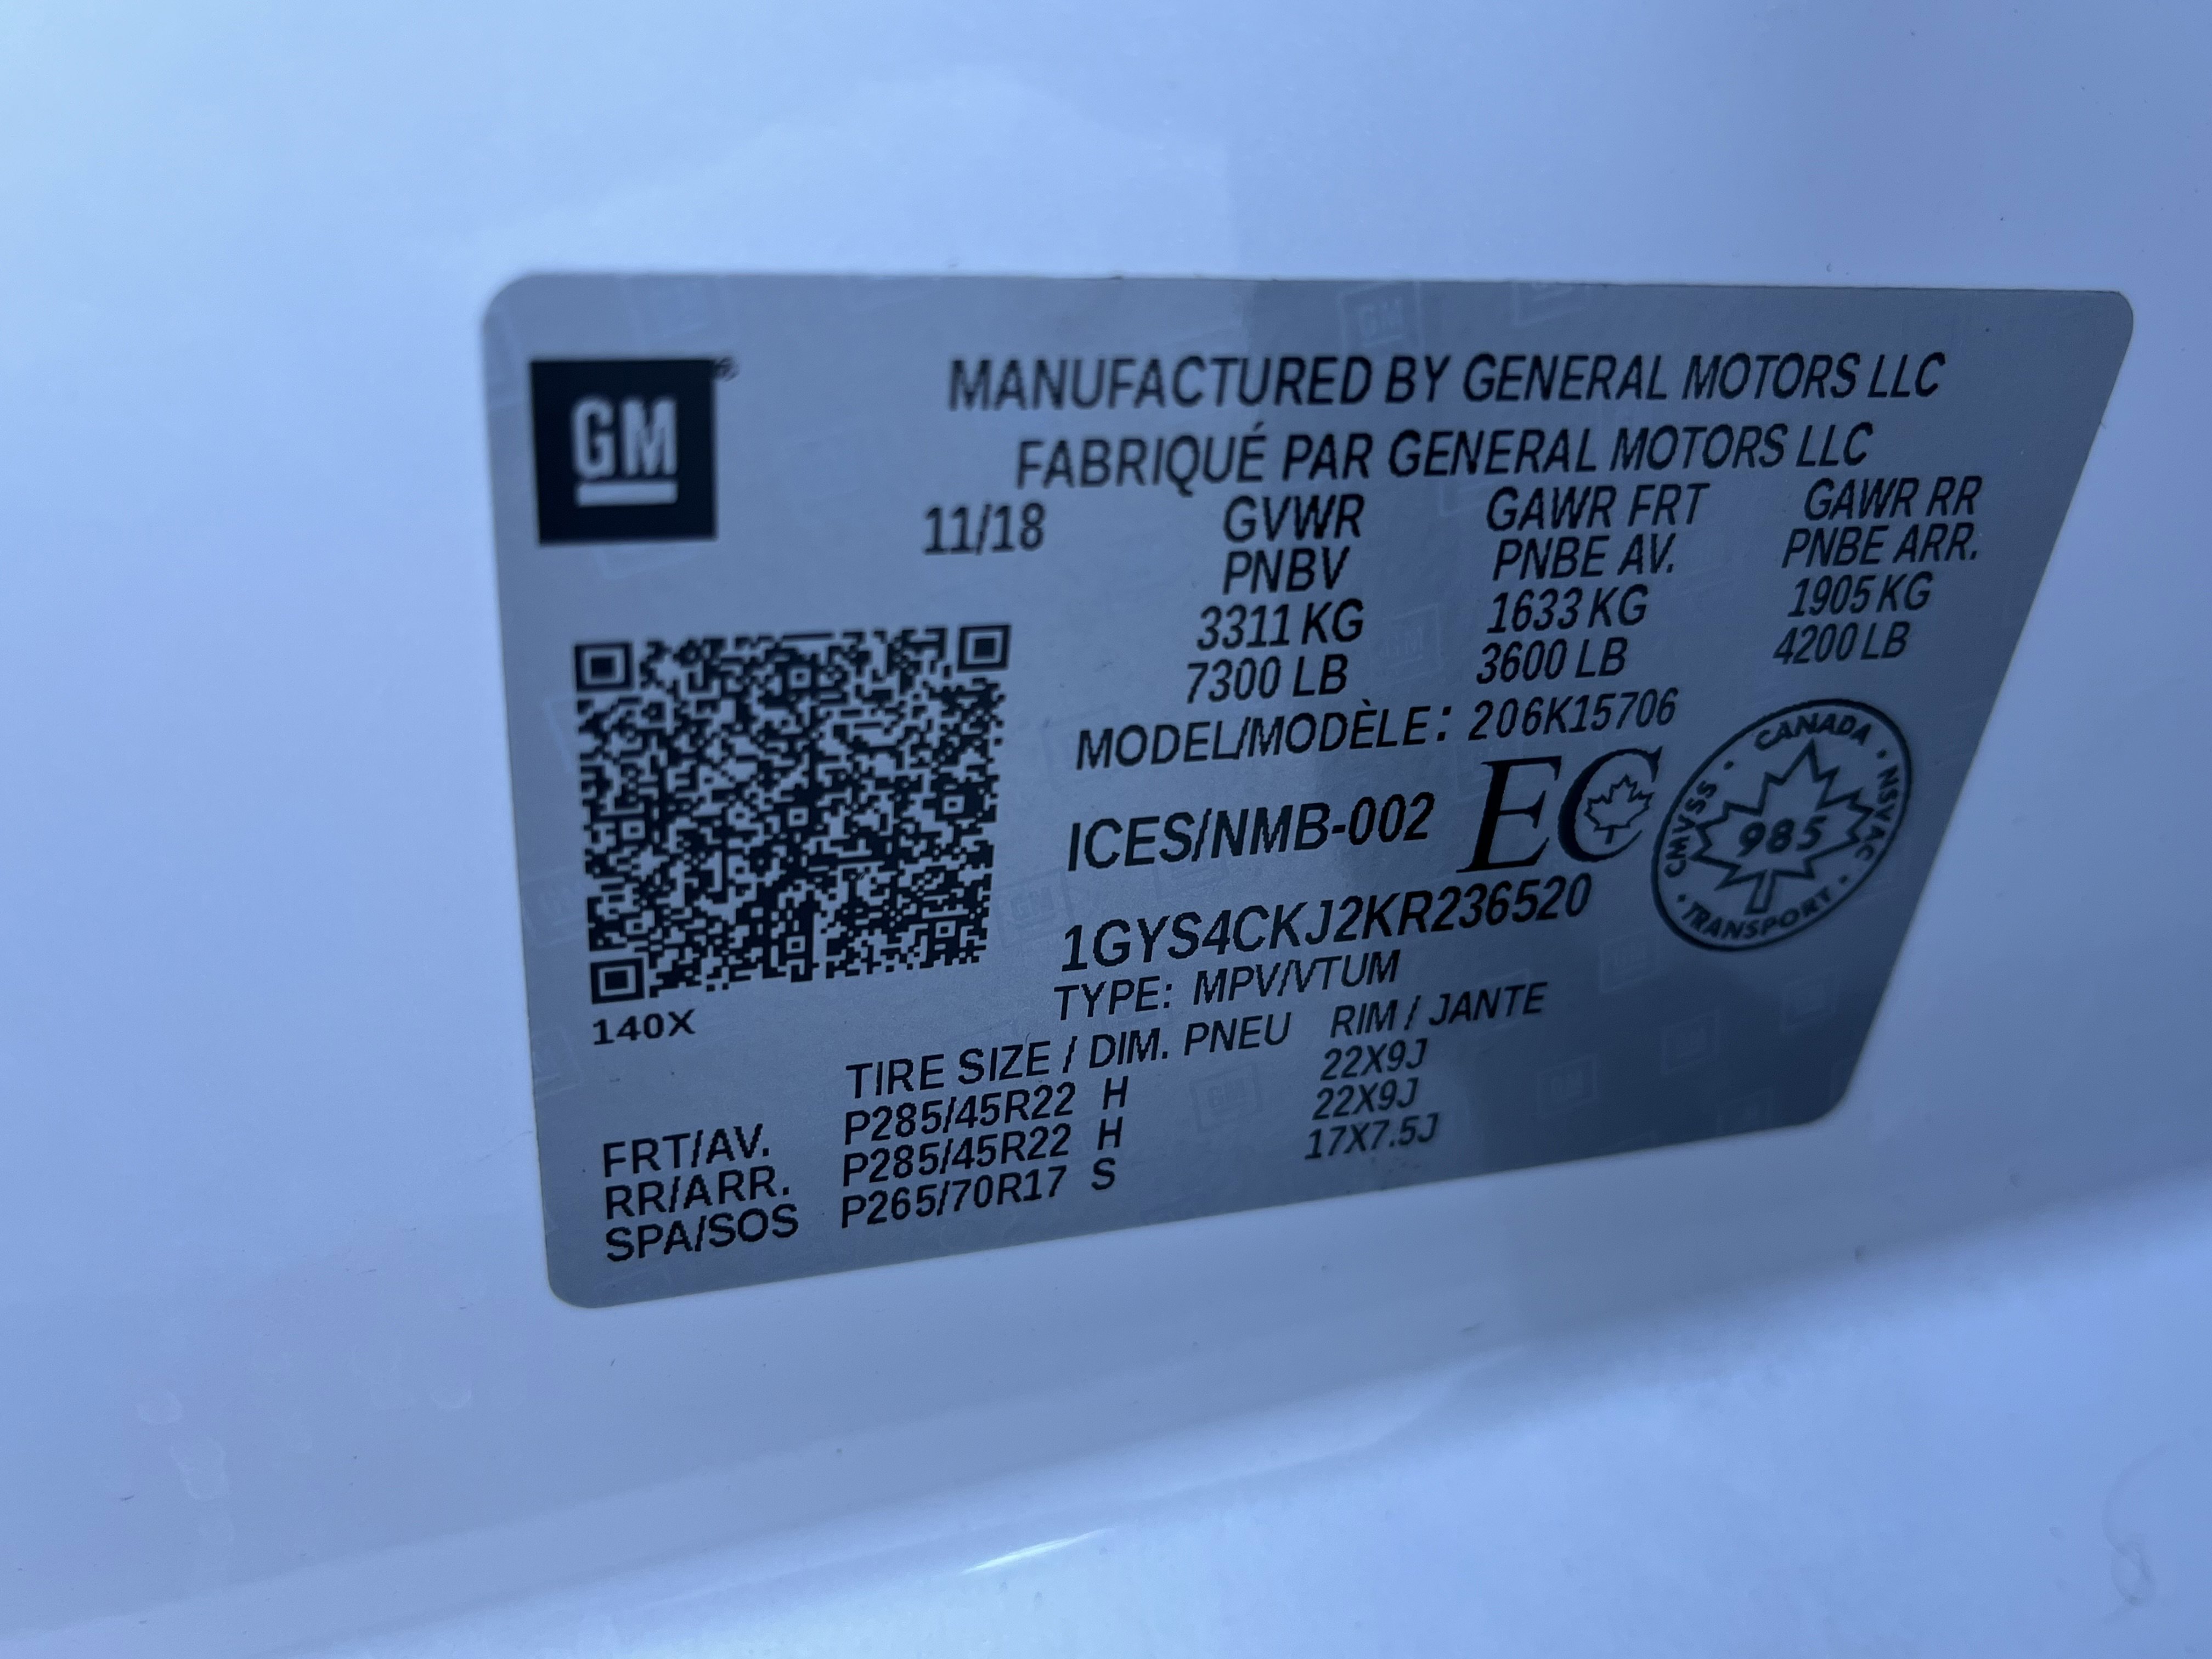 GM
MANUFACTURED BY GENERAL MOTORS LLC
FABRIQUÉ PAR GENERAL MOTORS LLC
11/18 GVWR GAWR FRT GAWR RR
PNBV PNBE AV. PNBE ARR.
3311 KG 1633 KG 1905 KG
7300 LB 3600 LB 4200 LB
MODEL/MODÈLE: 206K15706
ICES/NMB-002 EC
CANADA · NSVAC · TRANSPORT · CMVSS ·
985
1GYS4CKJ2KR236520
TYPE: MPV/VTUM
140X
TIRE SIZE / DIM. PNEU RIM / JANTE
FRT/AV. P285/45R22 H 22X9J
RR/ARR. P285/45R22 H 22X9J
SPA/SOS P265/70R17 S 17X7.5J